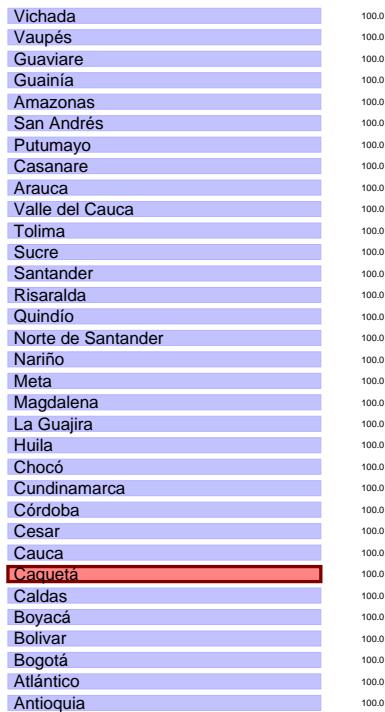 Vichada 100.0
Vaupés 100.0
Guaviare 100.0
Guainía 100.0
Amazonas 100.0
San Andrés 100.0
Putumayo 100.0
Casanare 100.0
Arauca 100.0
Valle del Cauca 100.0
Tolima 100.0
Sucre 100.0
Santander 100.0
Risaralda 100.0
Quindío 100.0
Norte de Santander 100.0
Nariño 100.0
Meta 100.0
Magdalena 100.0
La Guajira 100.0
Huila 100.0
Chocó 100.0
Cundinamarca 100.0
Córdoba 100.0
Cesar 100.0
Cauca 100.0
Caquetá 100.0
Caldas 100.0
Boyacá 100.0
Bolivar 100.0
Bogotá 100.0
Atlántico 100.0
Antioquia 100.0